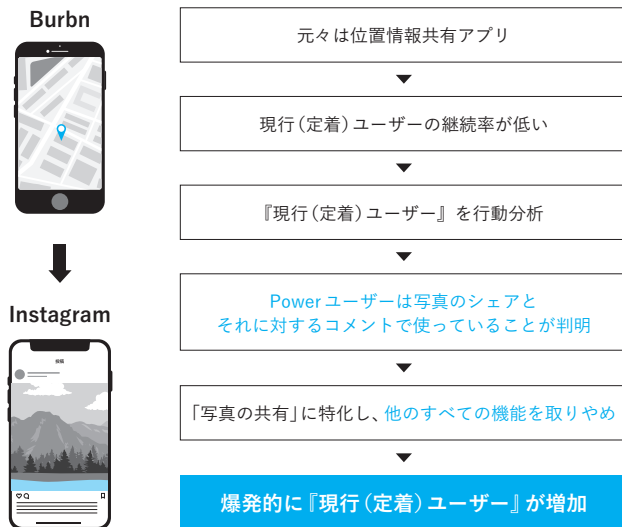 Burbn
元々は位置情報共有アプリ
現行(定着)ユーザーの継続率が低い
『現行(定着)ユーザー』を行動分析
Instagram
投稿
Powerユーザーは写真のシェアと
それに対するコメントで使っていることが判明
「写真の共有」に特化し、他のすべての機能を取りやめ
爆発的に『現行(定着)ユーザー』が増加